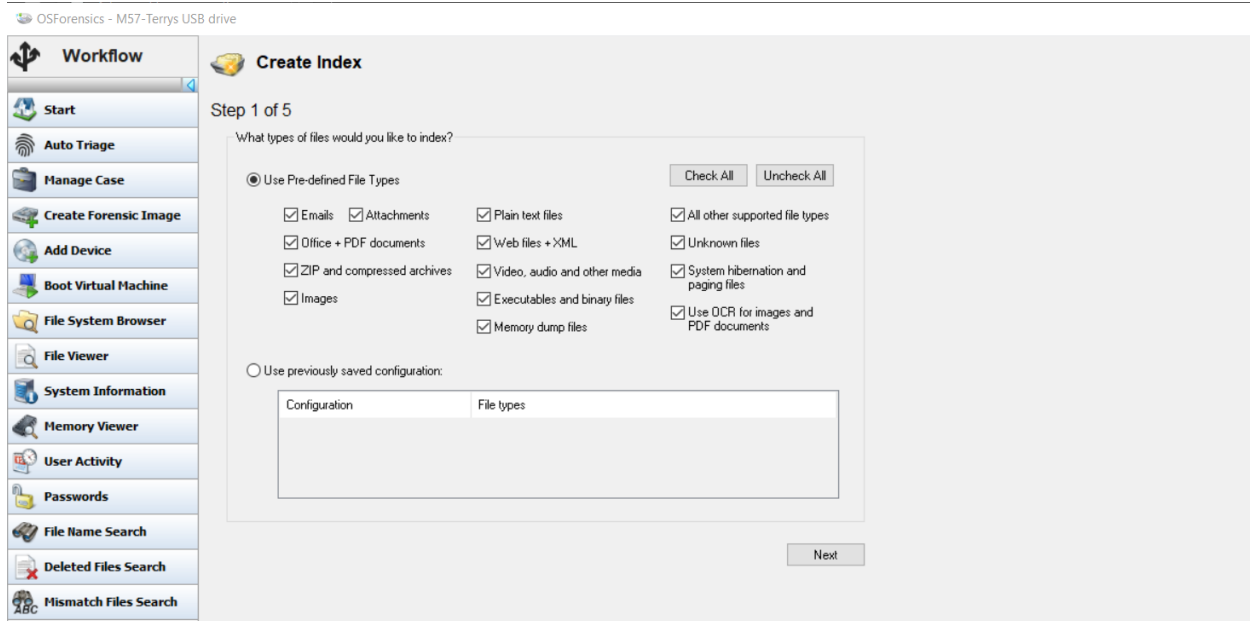 OSForensics - M57-Terrys USB drive
Workflow
Start
Auto Triage
Manage Case
Create Forensic Image
Add Device
Boot Virtual Machine
File System Browser
File Viewer
System Information
Memory Viewer
User Activity
Passwords
File Name Search
Deleted Files Search
ABC Mismatch Files Search
Create Index
Step 1 of 5
What types of files would you like to index?
Use Pre-defined File Types
Check All Uncheck All
Emails Attachments Plain text files All other supported file types
Office + PDF documents Web files + XML Unknown files
ZIP and compressed archives Video, audio and other media System hibernation and
paging files
Images Executables and binary files Use OCR for images and
PDF documents
Memory dump files
Use previously saved configuration:
Configuration File types
Next